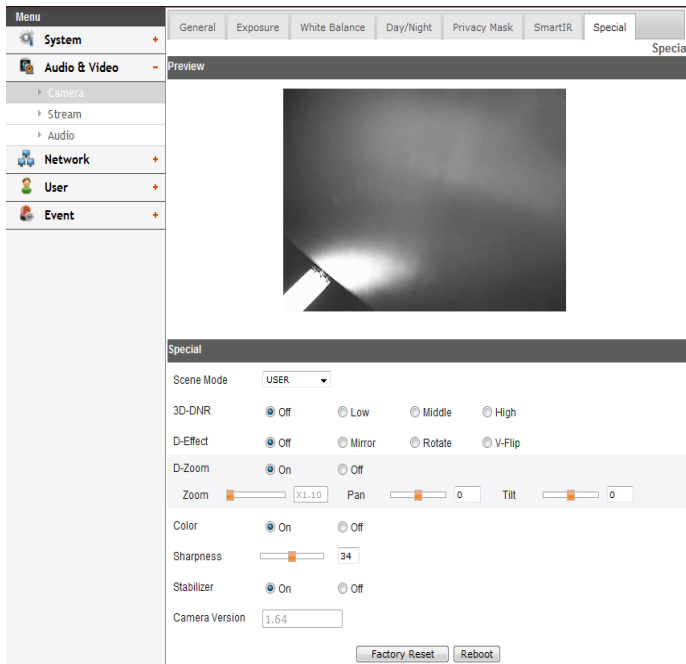 Menu
System +
Audio & Video -
Camera
Stream
Audio
Network +
User +
Event +
General Exposure White Balance Day/Night Privacy Mask SmartIR Special
Specia
Preview
Special
Scene Mode USER
3D-DNR Off Low Middle High
D-Effect Off Mirror Rotate V-Flip
D-Zoom On Off
Zoom X1.10 Pan 0 Tilt 0
Color On Off
Sharpness 34
Stabilizer On Off
Camera Version 1.64
Factory Reset Reboot